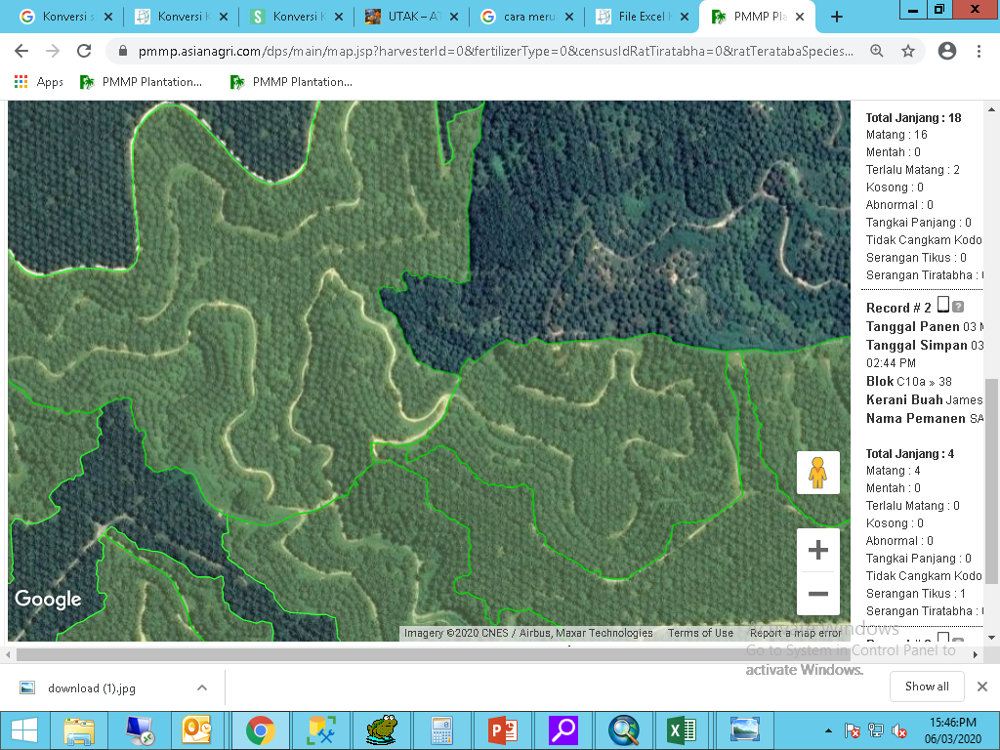 Konversi s
Konversi K
Konversi K
UTAK – AT
cara meru
File Excel K
PMMP Pla
pmmp.asianagri.com/dps/main/map.jsp?harvesterId=0&fertilizerType=0&censusIdRatTiratabha=0&ratTeratabaSpecies...
Apps
PMMP Plantation...
PMMP Plantation...
Total Janjang : 18
Matang : 16
Mentah : 0
Terlalu Matang : 2
Kosong : 0
Abnormal : 0
Tangkai Panjang : 0
Tidak Cangkam Kodo
Serangan Tikus : 0
Serangan Tiratabha :
Record # 2
Tanggal Panen 03
Tanggal Simpan 03
02:44 PM
Blok C10a » 38
Kerani Buah James
Nama Pemanen SA
Total Janjang : 4
Matang : 4
Mentah : 0
Terlalu Matang : 0
Kosong : 0
Abnormal : 0
Tangkai Panjang : 0
Tidak Cangkam Kodo
Serangan Tikus : 1
Serangan Tiratabha :
Google
Imagery ©2020 CNES / Airbus, Maxar Technologies
Terms of Use
Report a map error
Activate Windows
Go to System in Control Panel to
activate Windows.
download (1).jpg
Show all
15:46:PM
06/03/2020